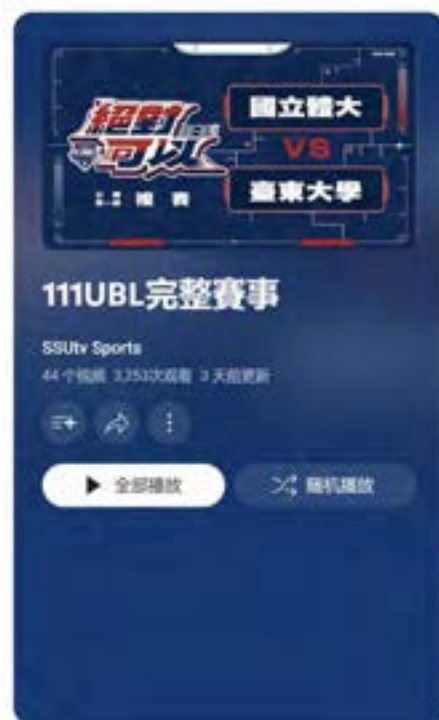 絕對可以
國立體大
VS
複賽
臺東大學
111UBL完整賽事
SSUtv Sports
44 个视频 3,253次观看 3 天前更新
全部播放
随机播放